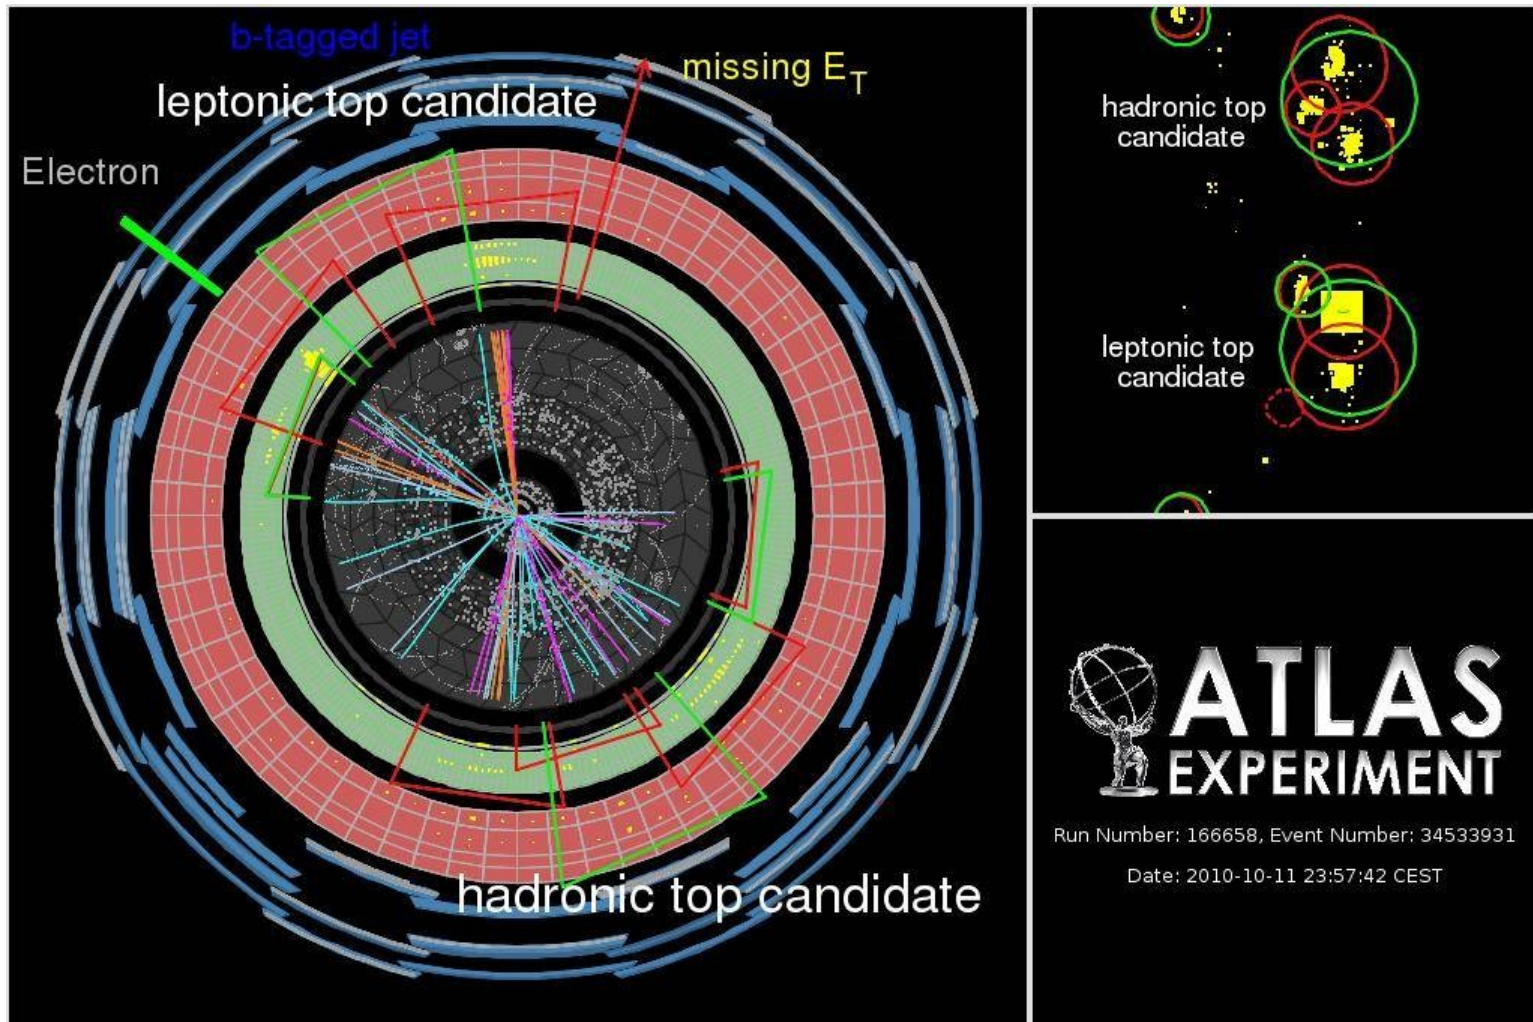 b-tagged jet
leptonic top candidate
missing E_T
Electron
hadronic top candidate
hadronic top
candidate
leptonic top
candidate
ATLAS
EXPERIMENT
Run Number: 166658, Event Number: 34533931
Date: 2010-10-11 23:57:42 CEST